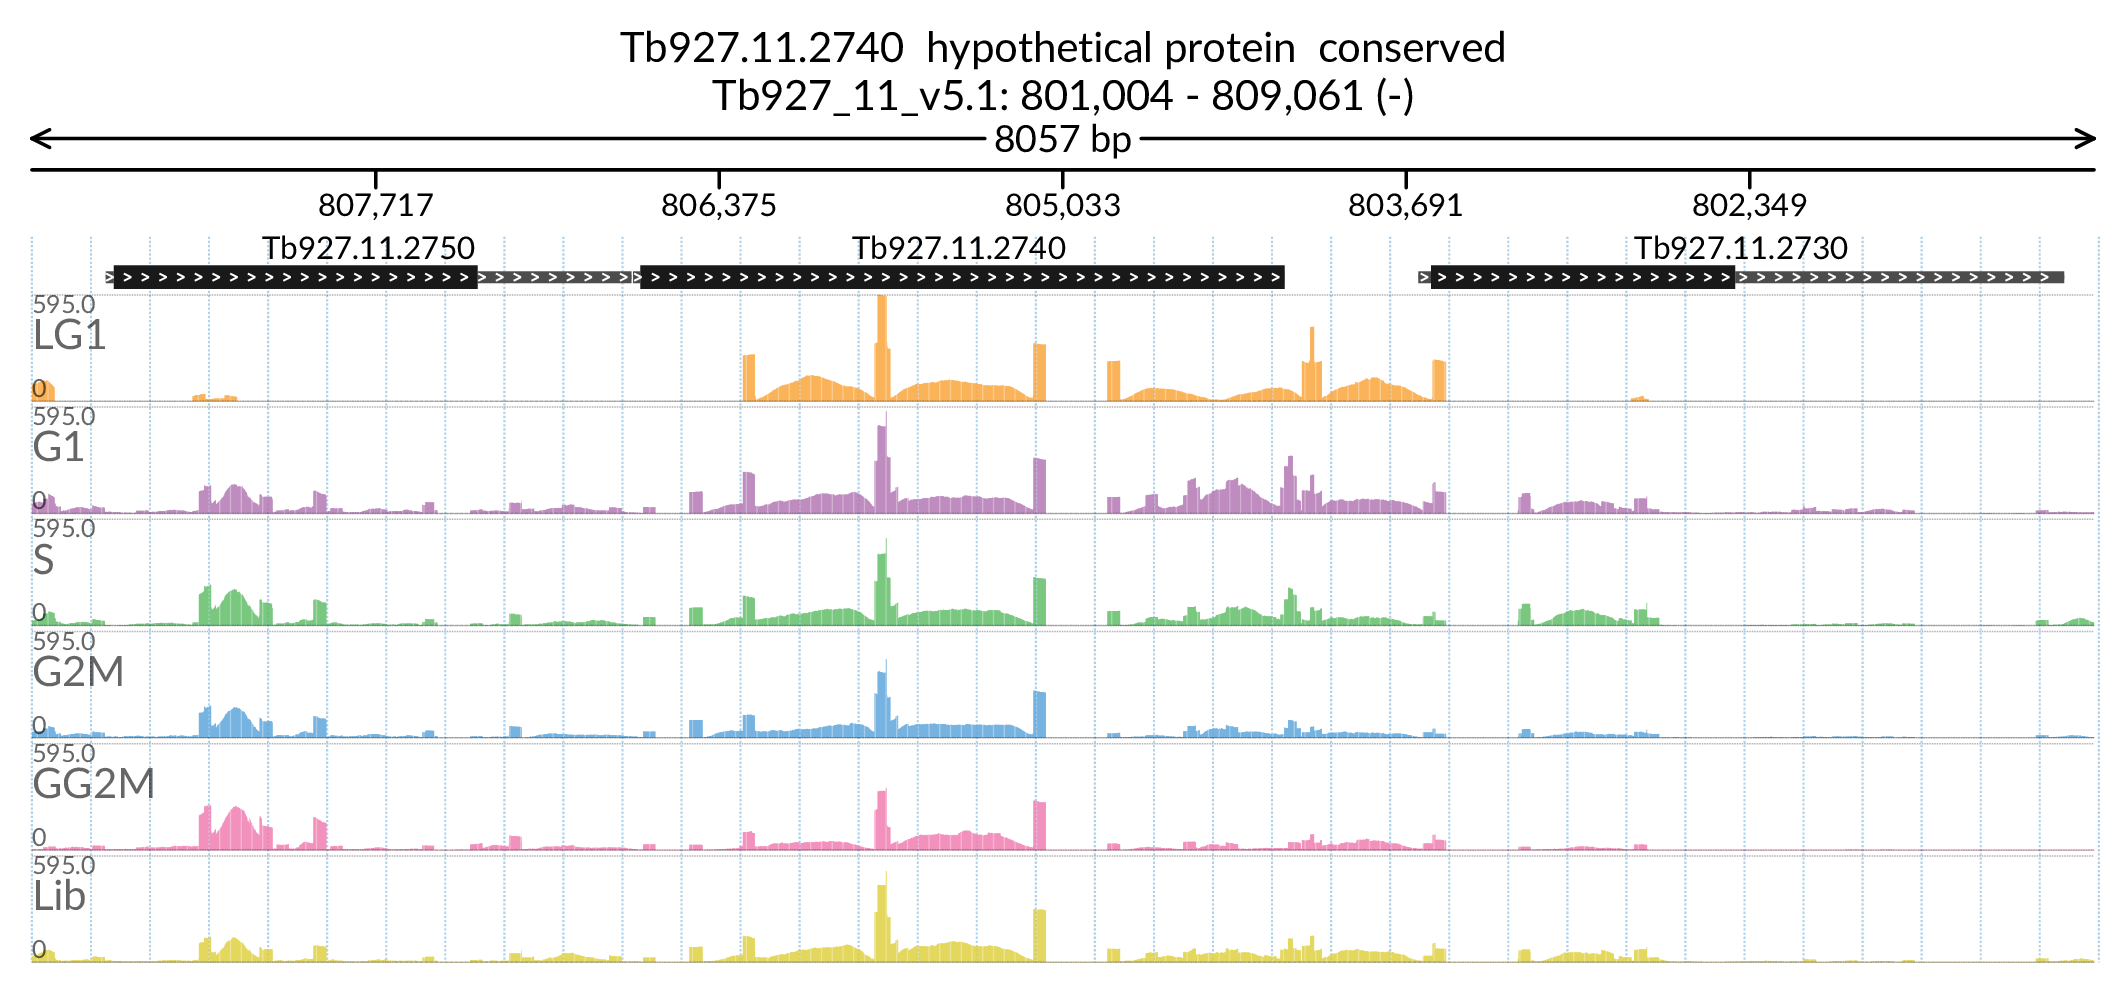 Tb927.11.2740  hypothetical protein  conserved
Tb927_11_v5.1: 801,004 - 809,061 (-)
8057 bp
807,717 806,375 805,033 803,691 802,349
Tb927.11.2750 Tb927.11.2740 Tb927.11.2730
595.0
LG1
0
595.0
G1
0
595.0
S
0
595.0
G2M
0
595.0
GG2M
0
595.0
Lib
0